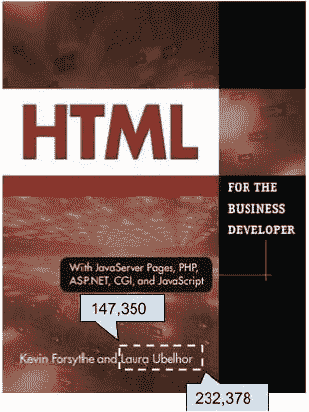 HTML
FOR THE
BUSINESS
DEVELOPER
With JavaServer Pages, PHP,
ASP.NET, CGI, and JavaScript
147,350
Kevin Forsythe and Laura Ubelhor
232,378